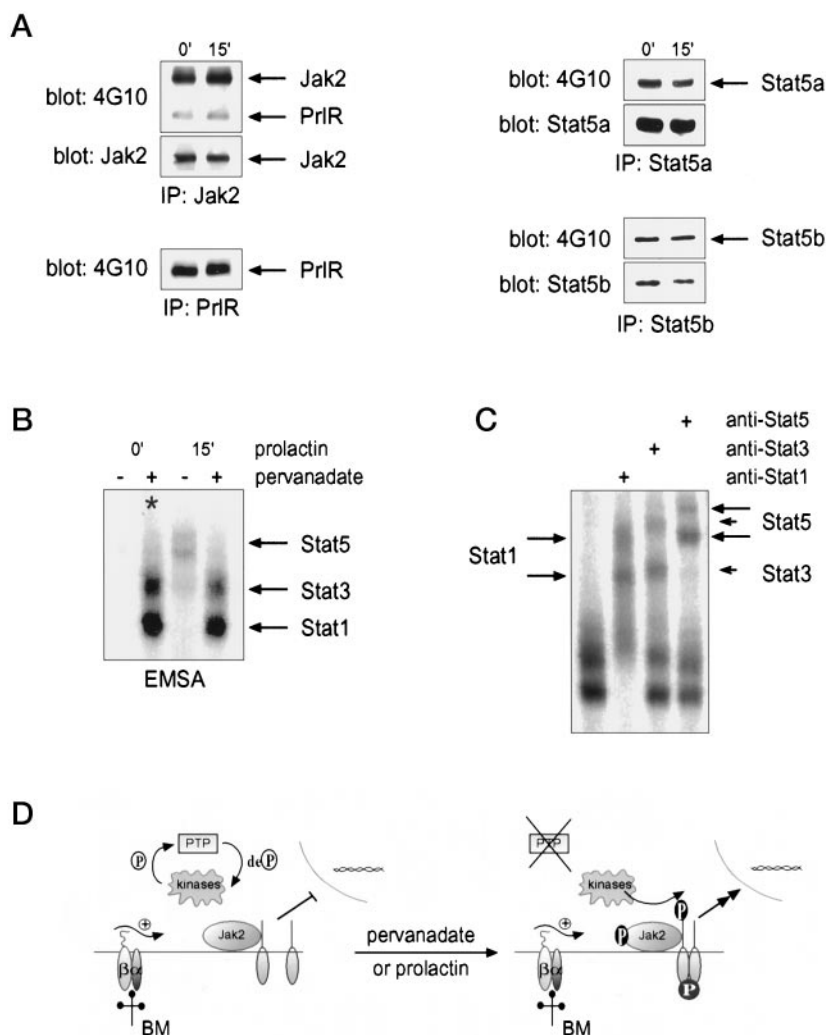 A
0' 15'
blot: 4G10
Jak2
PrlR
blot: Jak2
Jak2
IP: Jak2
blot: 4G10
PrlR
IP: PrlR
0' 15'
blot: 4G10
Stat5a
blot: Stat5a
IP: Stat5a
blot: 4G10
Stat5b
blot: Stat5b
IP: Stat5b
B
0' 15' prolactin
- + - + pervanadate
*
Stat5
Stat3
Stat1
EMSA
C
+ anti-Stat5
+ anti-Stat3
+ anti-Stat1
Stat1
Stat5
Stat3
D
PTP
P
de P
kinases
+
Jak2
βα
BM
pervanadate
or prolactin
PTP
kinases
P
+
P
Jak2
βα
P
BM